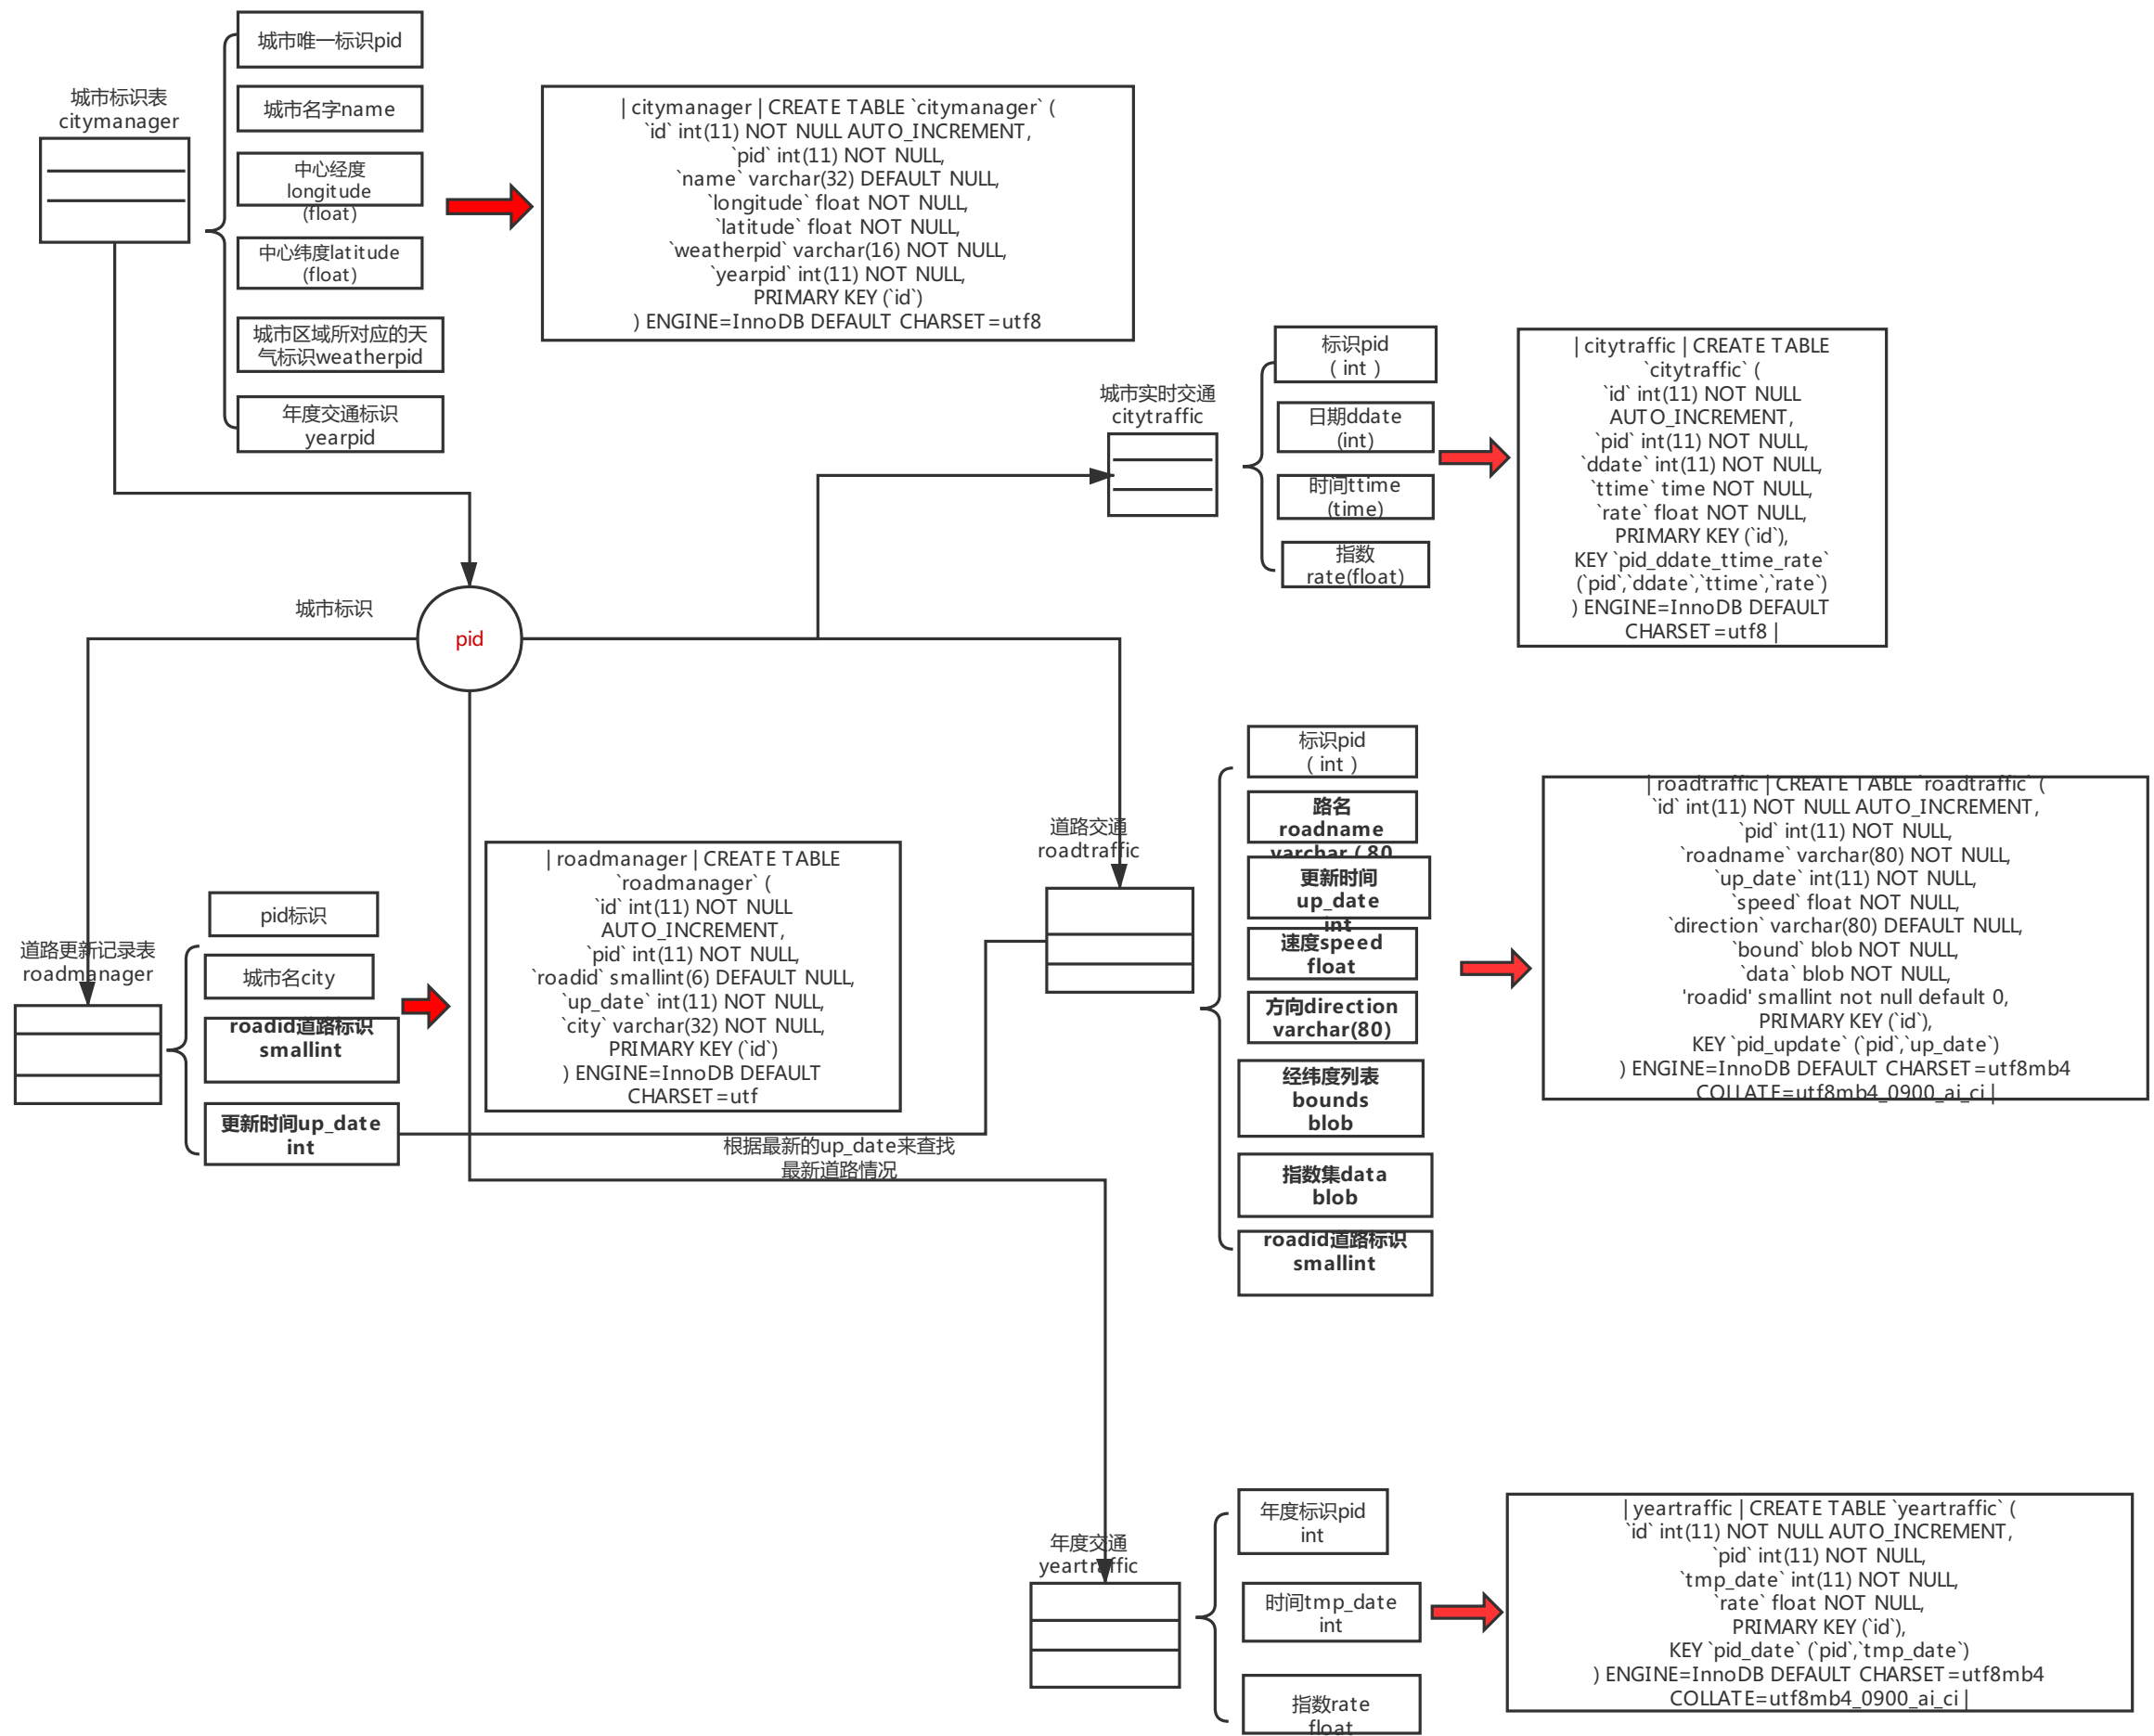 城市唯一标识pid
城市标识表
citymanager
城市名字name
中心经度
longitude
(float)
中心纬度latitude
(float)
城市区域所对应的天
气标识weatherpid
年度交通标识
yearpid
| citymanager | CREATE TABLE `citymanager` (
`id` int(11) NOT NULL AUTO_INCREMENT,
`pid` int(11) NOT NULL,
`name` varchar(32) DEFAULT NULL,
`longitude` float NOT NULL,
`latitude` float NOT NULL,
`weatherpid` varchar(16) NOT NULL,
`yearpid` int(11) NOT NULL,
PRIMARY KEY (`id`)
) ENGINE=InnoDB DEFAULT CHARSET=utf8
城市实时交通
citytraffic
标识pid
( int )
日期ddate
(int)
时间ttime
(time)
指数
rate(float)
| citytraffic | CREATE TABLE
`citytraffic` (
`id` int(11) NOT NULL
AUTO_INCREMENT,
`pid` int(11) NOT NULL,
`ddate` int(11) NOT NULL,
`ttime` time NOT NULL,
`rate` float NOT NULL,
PRIMARY KEY (`id`),
KEY `pid_ddate_ttime_rate`
(`pid`,`ddate`,`ttime`,`rate`)
) ENGINE=InnoDB DEFAULT
CHARSET=utf8 |
城市标识
pid
道路更新记录表
roadmanager
pid标识
城市名city
roadid道路标识
smallint
更新时间up_date
int
| roadmanager | CREATE TABLE
`roadmanager` (
`id` int(11) NOT NULL
AUTO_INCREMENT,
`pid` int(11) NOT NULL,
`roadid` smallint(6) DEFAULT NULL,
`up_date` int(11) NOT NULL,
`city` varchar(32) NOT NULL,
PRIMARY KEY (`id`)
) ENGINE=InnoDB DEFAULT
CHARSET=utf
根据最新的up_date来查找
最新道路情况
道路交通
roadtraffic
标识pid
( int )
路名
roadname
varchar ( 80
更新时间
up_date
int
速度speed
float
方向direction
varchar(80)
经纬度列表
bounds
blob
指数集data
blob
roadid道路标识
smallint
| roadtraffic | CREATE TABLE `roadtraffic` (
`id` int(11) NOT NULL AUTO_INCREMENT,
`pid` int(11) NOT NULL,
`roadname` varchar(80) NOT NULL,
`up_date` int(11) NOT NULL,
`speed` float NOT NULL,
`direction` varchar(80) DEFAULT NULL,
`bound` blob NOT NULL,
`data` blob NOT NULL,
'roadid' smallint not null default 0,
PRIMARY KEY (`id`),
KEY `pid_update` (`pid`,`up_date`)
) ENGINE=InnoDB DEFAULT CHARSET=utf8mb4
COLLATE=utf8mb4_0900_ai_ci |
年度交通
yeartraffic
年度标识pid
int
时间tmp_date
int
指数rate
float
| yeartraffic | CREATE TABLE `yeartraffic` (
`id` int(11) NOT NULL AUTO_INCREMENT,
`pid` int(11) NOT NULL,
`tmp_date` int(11) NOT NULL,
`rate` float NOT NULL,
PRIMARY KEY (`id`),
KEY `pid_date` (`pid`,`tmp_date`)
) ENGINE=InnoDB DEFAULT CHARSET=utf8mb4
COLLATE=utf8mb4_0900_ai_ci |